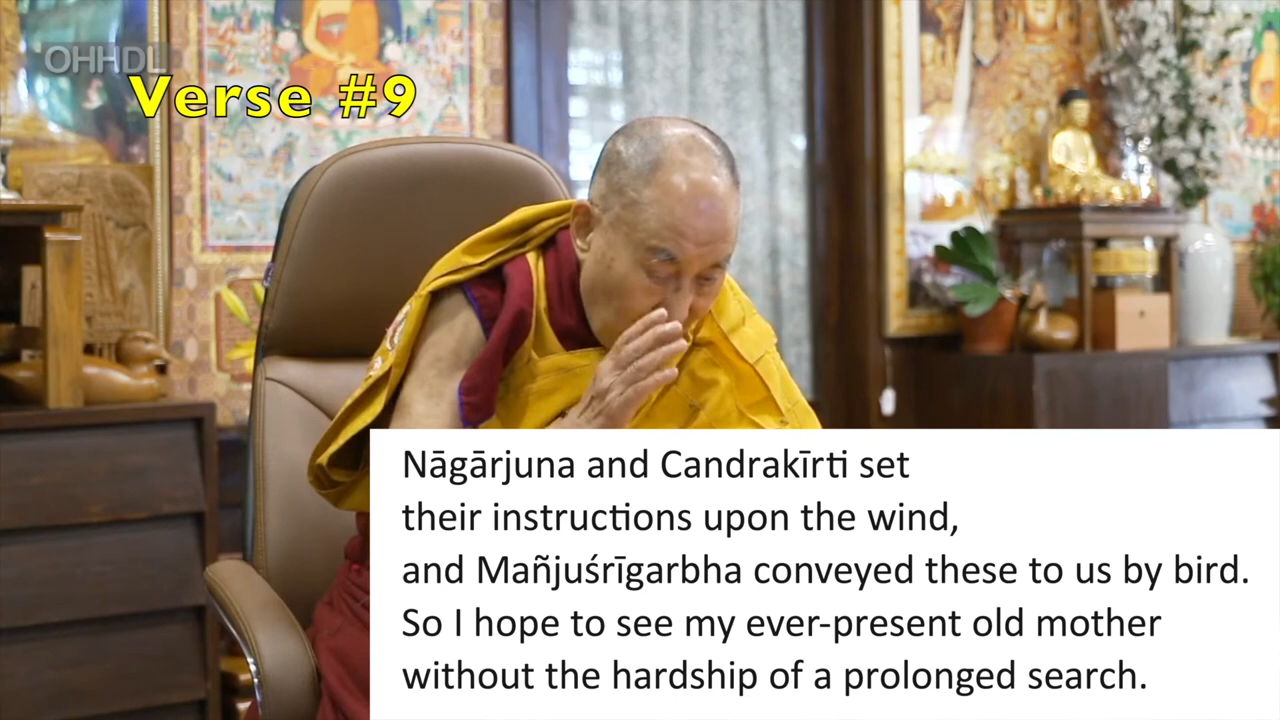 OHHDL
Verse #9
Nāgārjuna and Candrakīrti set
their instructions upon the wind,
and Mañjuśrīgarbha conveyed these to us by bird.
So I hope to see my ever-present old mother
without the hardship of a prolonged search.